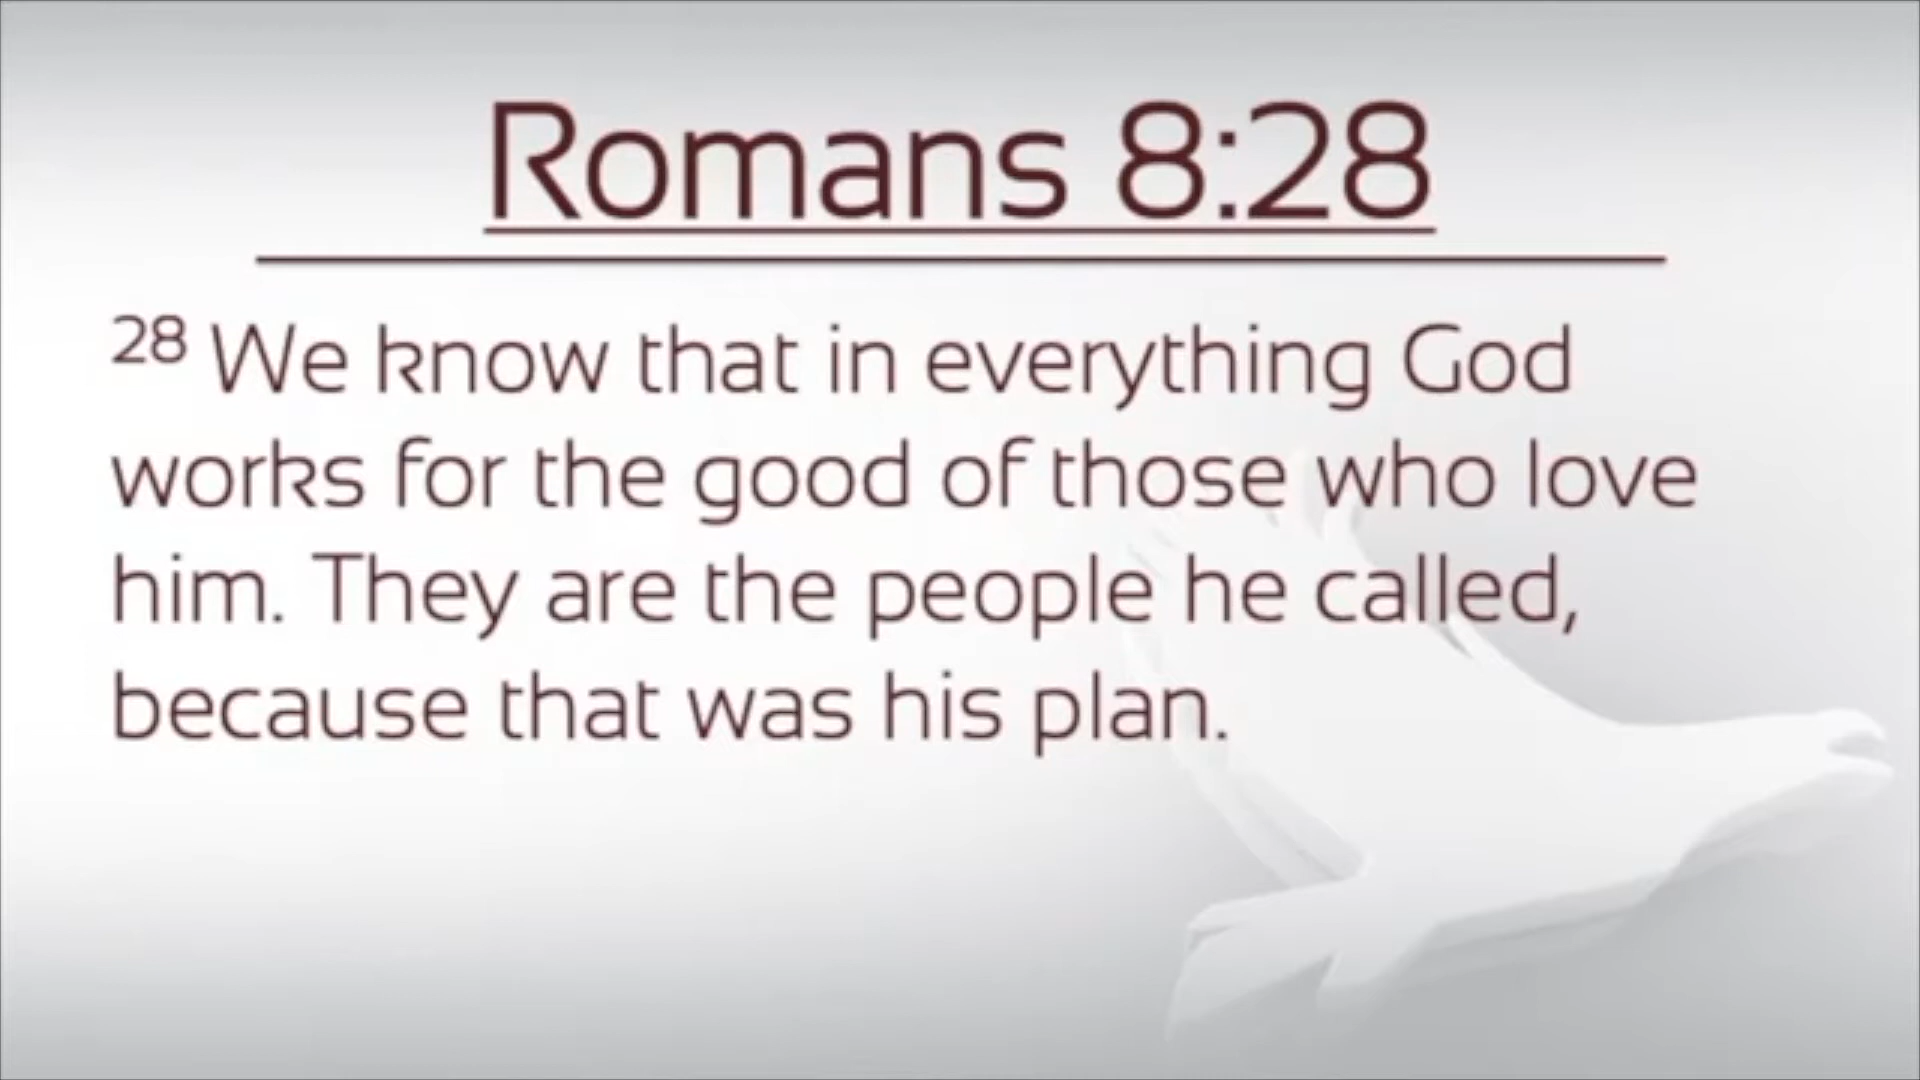 Romans 8:28
28 We know that in everything God
works for the good of those who love
him. They are the people he called,
because that was his plan.